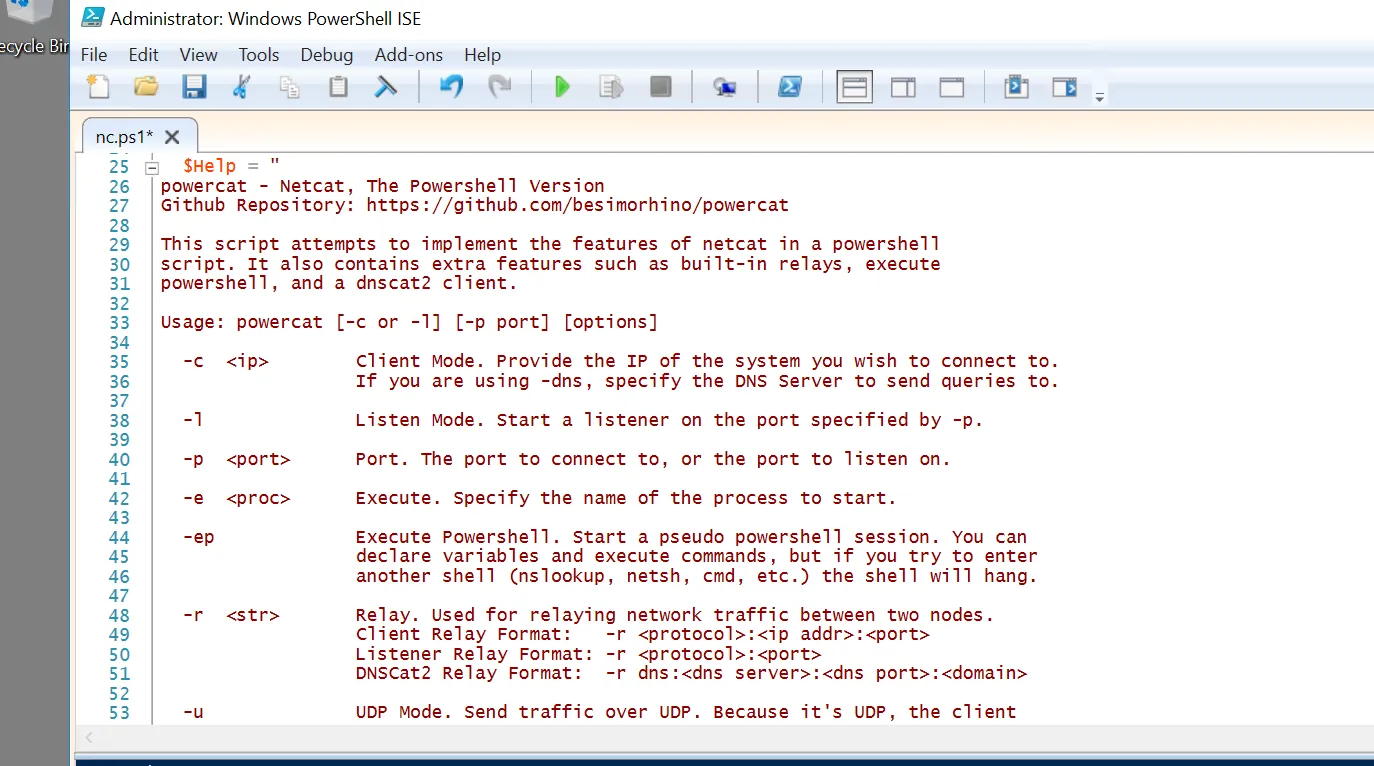 ecycle Bin
Administrator: Windows PowerShell ISE
File Edit View Tools Debug Add-ons Help
nc.ps1*
25 $Help = "
26 powercat - Netcat, The Powershell Version
27 Github Repository: https://github.com/besimorhino/powercat
28
29 This script attempts to implement the features of netcat in a powershell
30 script. It also contains extra features such as built-in relays, execute
31 powershell, and a dnscat2 client.
32
33 Usage: powercat [-c or -l] [-p port] [options]
34
35 -c <ip> Client Mode. Provide the IP of the system you wish to connect to.
36 If you are using -dns, specify the DNS Server to send queries to.
37
38 -l Listen Mode. Start a listener on the port specified by -p.
39
40 -p <port> Port. The port to connect to, or the port to listen on.
41
42 -e <proc> Execute. Specify the name of the process to start.
43
44 -ep Execute Powershell. Start a pseudo powershell session. You can
45 declare variables and execute commands, but if you try to enter
46 another shell (nslookup, netsh, cmd, etc.) the shell will hang.
47
48 -r <str> Relay. Used for relaying network traffic between two nodes.
49 Client Relay Format: -r <protocol>:<ip addr>:<port>
50 Listener Relay Format: -r <protocol>:<port>
51 DNSCat2 Relay Format: -r dns:<dns server>:<dns port>:<domain>
52
53 -u UDP Mode. Send traffic over UDP. Because it's UDP, the client